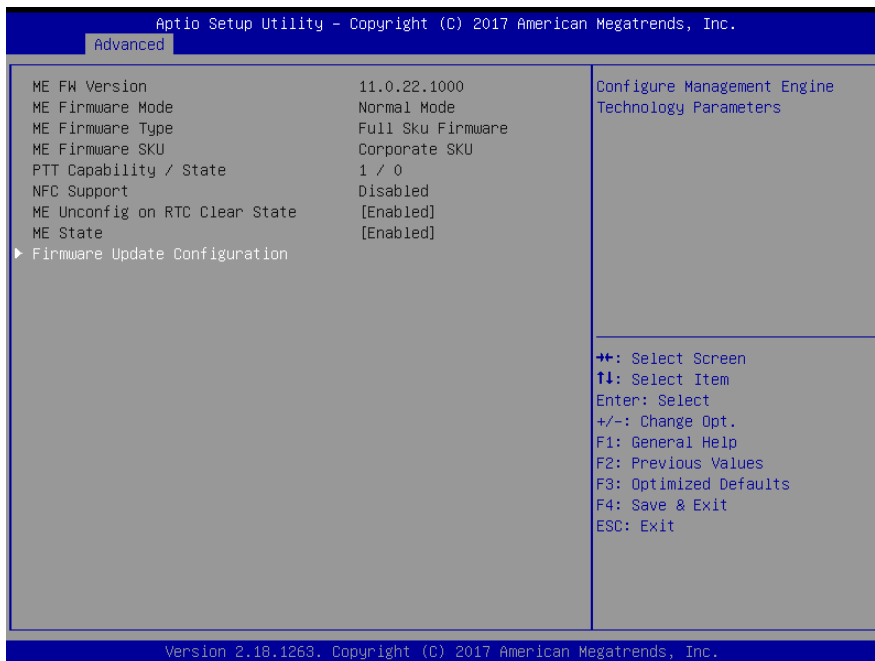 Aptio Setup Utility – Copyright (C) 2017 American Megatrends, Inc.
Advanced
ME FW Version 11.0.22.1000
ME Firmware Mode Normal Mode
ME Firmware Type Full Sku Firmware
ME Firmware SKU Corporate SKU
PTT Capability / State 1 / 0
NFC Support Disabled
ME Unconfig on RTC Clear State [Enabled]
ME State [Enabled]
▶ Firmware Update Configuration
Configure Management Engine
Technology Parameters
→←: Select Screen
↑↓: Select Item
Enter: Select
+/-: Change Opt.
F1: General Help
F2: Previous Values
F3: Optimized Defaults
F4: Save & Exit
ESC: Exit
Version 2.18.1263. Copyright (C) 2017 American Megatrends, Inc.